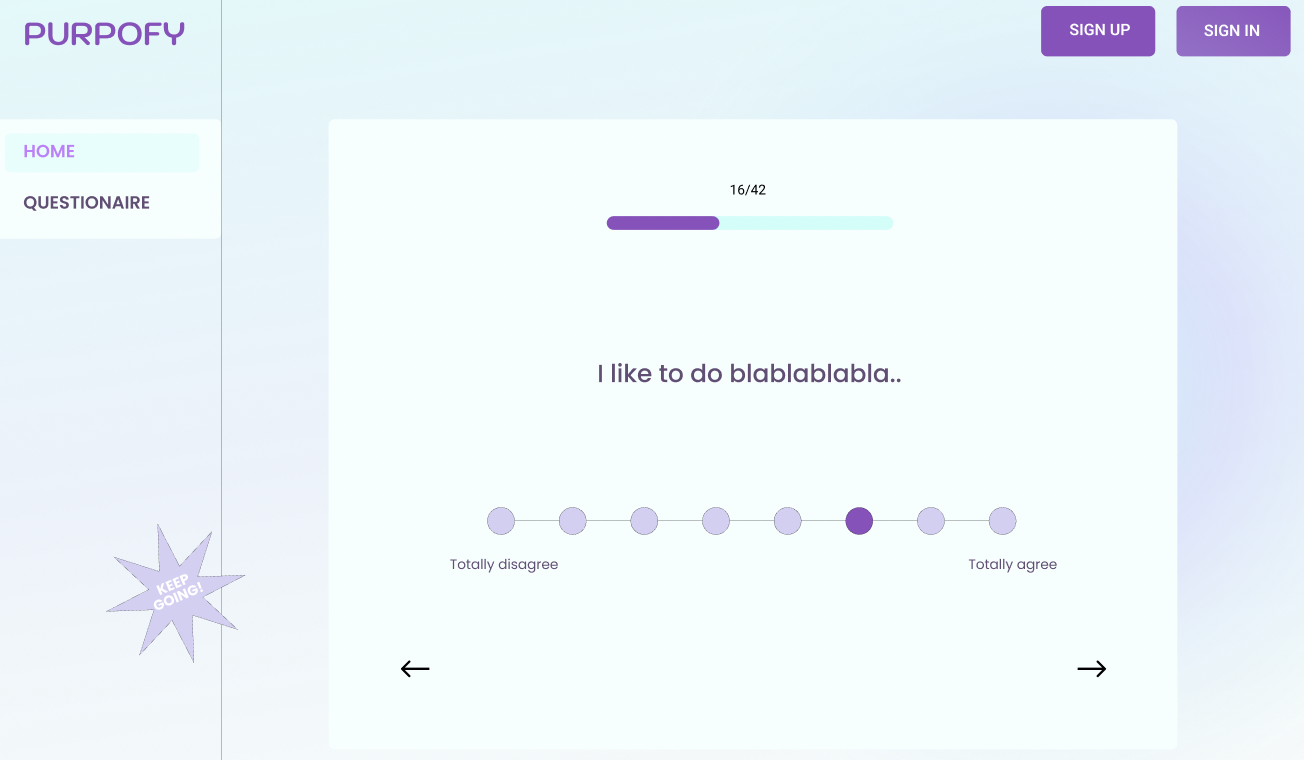 PURPOFY
SIGN UP
SIGN IN
HOME
QUESTIONAIRE
16/42
I like to do blablablabla..
Totally disagree
Totally agree
KEEP
GOING!